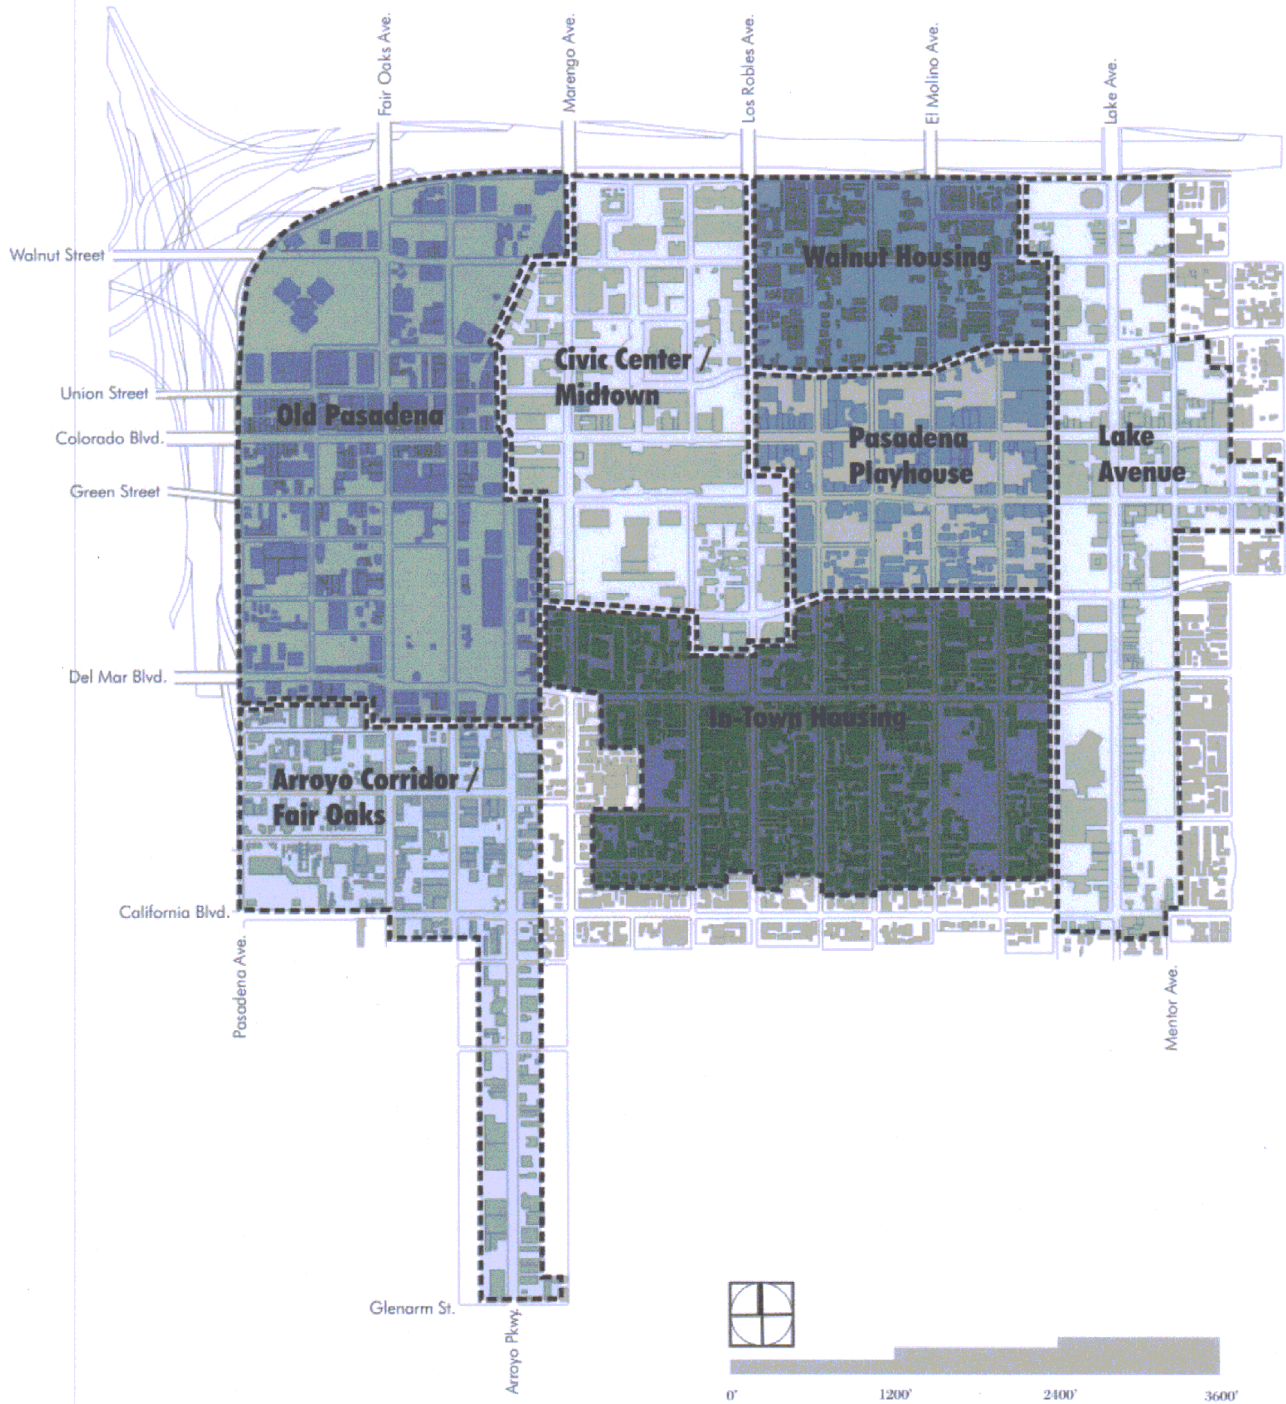 Fair Oaks Ave.
Marengo Ave.
Los Robles Ave.
El Molino Ave.
Lake Ave.
Walnut Street
Walnut Housing
Civic Center /
Midtown
Union Street
Old Pasadena
Colorado Blvd.
Pasadena
Playhouse
Lake
Avenue
Green Street
Del Mar Blvd.
In-Town Housing
Arroyo Corridor /
Fair Oaks
California Blvd.
Pasadena Ave.
Mentor Ave.
Glenarm St.
Arroyo Pkwy.
0' 1200' 2400' 3600'